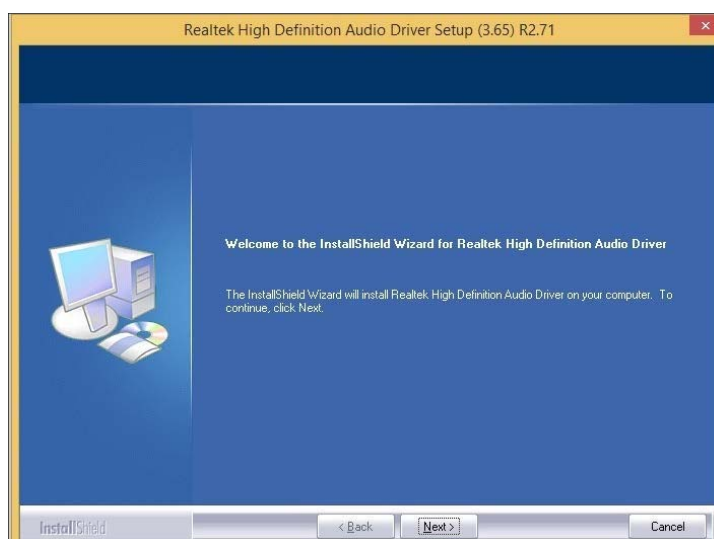 Realtek High Definition Audio Driver Setup (3.65) R2.71
Welcome to the InstallShield Wizard for Realtek High Definition Audio Driver
The InstallShield Wizard will install Realtek High Definition Audio Driver on your computer. To
continue, click Next.
InstallShield
< Back
Next >
Cancel